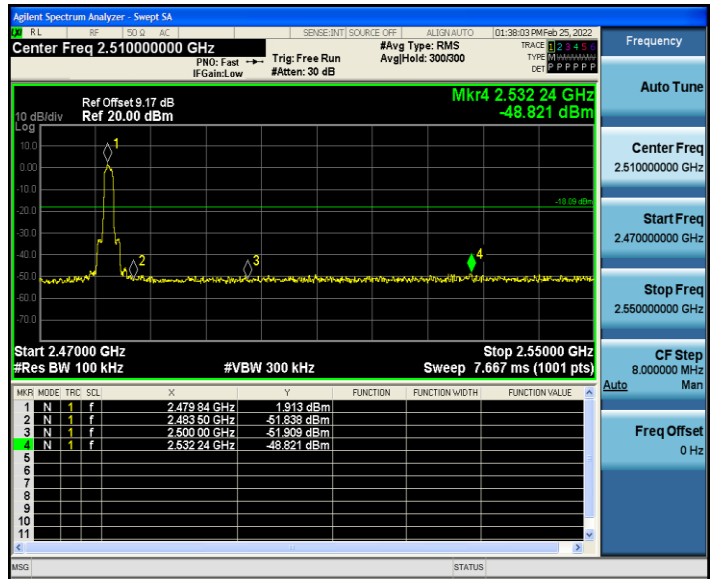 Agilent Spectrum Analyzer - Swept SA
RL RF 50 Ω AC SENSE:INT SOURCE OFF ALIGNAUTO 01:38:03 PM Feb 25, 2022
Center Freq 2.510000000 GHz
PNO: Fast
IFGain:Low
Trig: Free Run
#Atten: 30 dB
#Avg Type: RMS
Avg|Hold: 300/300
TRACE 1 2 3 4 5 6
TYPE M W W W W W
DET P P P P P P
Mkr4 2.532 24 GHz
-48.821 dBm
Ref Offset 9.17 dB
10 dB/div Ref 20.00 dBm
Log
10.0
0.00
-10.0
-20.0
-30.0
-40.0
-50.0
-60.0
-70.0
1
2
3
4
-18.09 dBm
Start 2.47000 GHz Stop 2.55000 GHz
#Res BW 100 kHz #VBW 300 kHz Sweep 7.667 ms (1001 pts)
MKR MODE TRC SCL X Y FUNCTION FUNCTION WIDTH FUNCTION VALUE
1 N 1 f 2.479 84 GHz 1.913 dBm
2 N 1 f 2.483 50 GHz -51.838 dBm
3 N 1 f 2.500 00 GHz -51.909 dBm
4 N 1 f 2.532 24 GHz -48.821 dBm
5
6
7
8
9
10
11
MSG STATUS
Frequency
Auto Tune
Center Freq
2.510000000 GHz
Start Freq
2.470000000 GHz
Stop Freq
2.550000000 GHz
CF Step
8.000000 MHz
Auto Man
Freq Offset
0 Hz